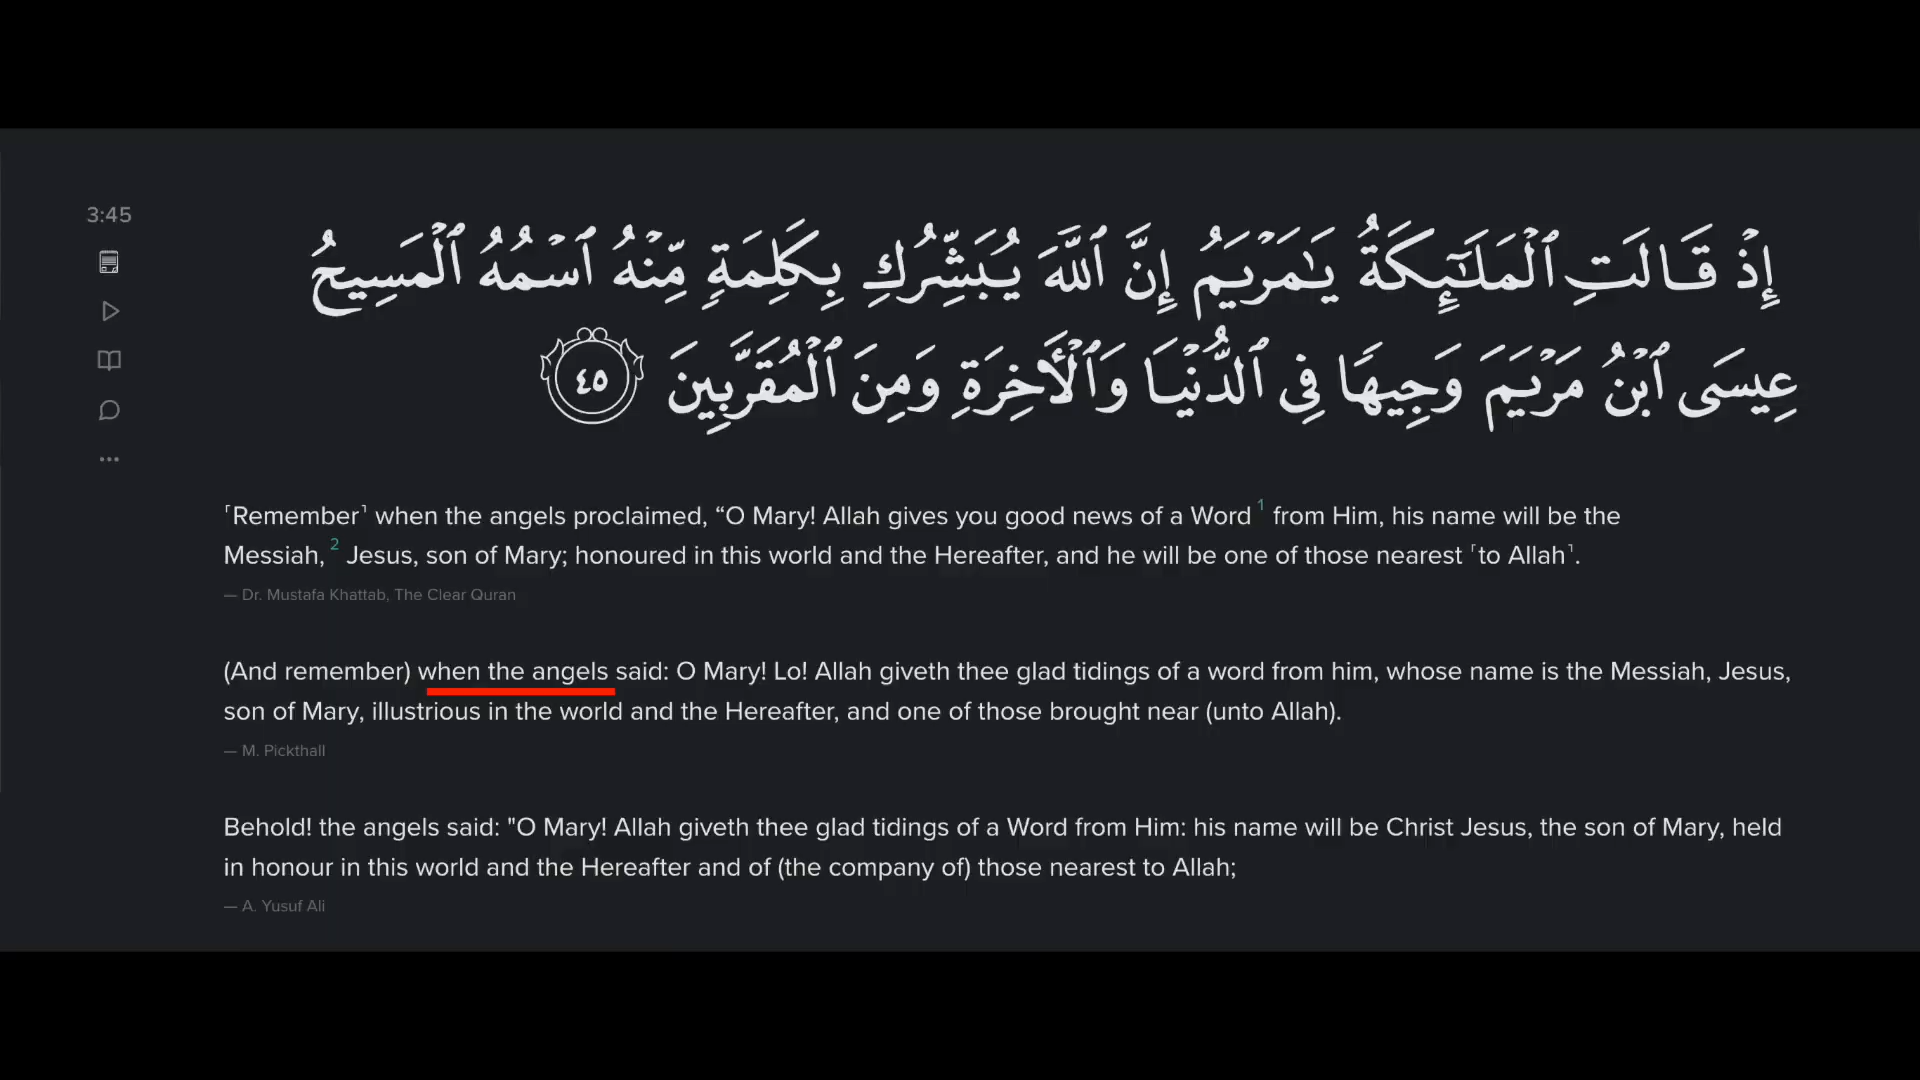 3:45
إِذْ قَالَتِ ٱلْمَلَـٰٓئِكَةُ يَـٰمَرْيَمُ إِنَّ ٱللَّهَ يُبَشِّرُكِ بِكَلِمَةٍ مِّنْهُ ٱسْمُهُ ٱلْمَسِيحُ
عِيسَى ٱبْنُ مَرْيَمَ وَجِيهًا فِى ٱلدُّنْيَا وَٱلْأَخِرَةِ وَمِنَ ٱلْمُقَرَّبِينَ ٤٥
⸢Remember⸣ when the angels proclaimed, “O Mary! Allah gives you good news of a Word 1 from Him, his name will be the
Messiah, 2 Jesus, son of Mary; honoured in this world and the Hereafter, and he will be one of those nearest ⸢to Allah⸣.
— Dr. Mustafa Khattab, The Clear Quran
(And remember) when the angels said: O Mary! Lo! Allah giveth thee glad tidings of a word from him, whose name is the Messiah, Jesus,
son of Mary, illustrious in the world and the Hereafter, and one of those brought near (unto Allah).
— M. Pickthall
Behold! the angels said: "O Mary! Allah giveth thee glad tidings of a Word from Him: his name will be Christ Jesus, the son of Mary, held
in honour in this world and the Hereafter and of (the company of) those nearest to Allah;
— A. Yusuf Ali